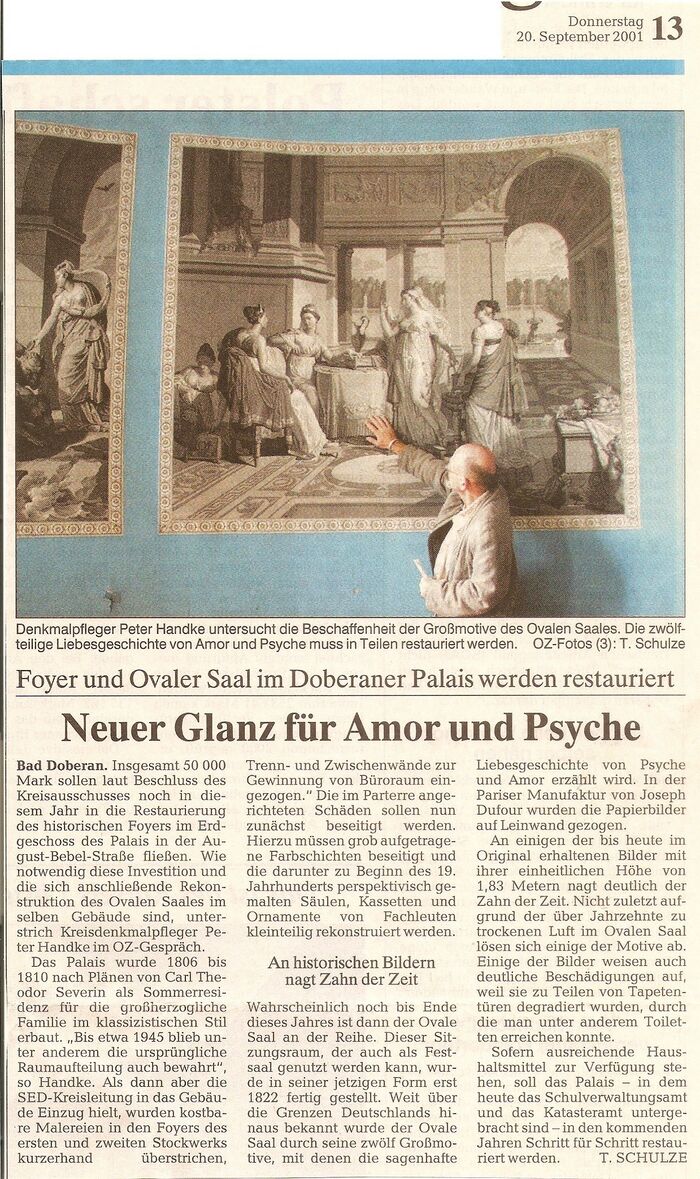 Donnerstag
20. September 2001 13
Denkmalpfleger Peter Handke untersucht die Beschaffenheit der Großmotive des Ovalen Saales. Die zwölf-
teilige Liebesgeschichte von Amor und Psyche muss in Teilen restauriert werden. OZ-Fotos (3): T. Schulze
Foyer und Ovaler Saal im Doberaner Palais werden restauriert
Neuer Glanz für Amor und Psyche
Bad Doberan. Insgesamt 50 000
Mark sollen laut Beschluss des
Kreisausschusses noch in die-
sem Jahr in die Restaurierung
des historischen Foyers im Erd-
geschoss des Palais in der Au-
gust-Bebel-Straße fließen. Wie
notwendig diese Investition und
die sich anschließende Rekon-
struktion des Ovalen Saales im
selben Gebäude sind, unter-
strich Kreisdenkmalpfleger Pe-
ter Handke im OZ-Gespräch.
Das Palais wurde 1806 bis
1810 nach Plänen von Carl The-
odor Severin als Sommerresi-
denz für die großherzogliche
Familie im klassizistischen Stil
erbaut. „Bis etwa 1945 blieb un-
ter anderem die ursprüngliche
Raumaufteilung auch bewahrt“,
so Handke. Als dann aber die
SED-Kreisleitung in das Gebäu-
de Einzug hielt, wurden kostba-
re Malereien in den Foyers des
ersten und zweiten Stockwerks
kurzerhand überstrichen,
Trenn- und Zwischenwände zur
Gewinnung von Büroraum ein-
gezogen.“ Die im Parterre ange-
richteten Schäden sollen nun
zunächst beseitigt werden.
Hierzu müssen grob aufgetrage-
ne Farbschichten beseitigt und
die darunter zu Beginn des 19.
Jahrhunderts perspektivisch ge-
malten Säulen, Kassetten und
Ornamente von Fachleuten
kleinteilig rekonstruiert werden.
An historischen Bildern
nagt Zahn der Zeit
Wahrscheinlich noch bis Ende
dieses Jahres ist dann der Ovale
Saal an der Reihe. Dieser Sit-
zungsraum, der auch als Fest-
saal genutzt werden kann, wur-
de in seiner jetzigen Form erst
1822 fertig gestellt. Weit über
die Grenzen Deutschlands hi-
naus bekannt wurde der Ovale
Saal durch seine zwölf Großmo-
tive, mit denen die sagenhafte
Liebesgeschichte von Psyche
und Amor erzählt wird. In der
Pariser Manufaktur von Joseph
Dufour wurden die Papierbilder
auf Leinwand gezogen.
An einigen der bis heute im
Original erhaltenen Bilder mit
ihrer einheitlichen Höhe von
1,83 Metern nagt deutlich der
Zahn der Zeit. Nicht zuletzt auf-
grund der über Jahrzehnte zu
trockenen Luft im Ovalen Saal
lösen sich einige der Motive ab.
Einige der Bilder weisen auch
deutliche Beschädigungen auf,
weil sie zu Teilen von Tapeten-
türen degradiert wurden, durch
die man unter anderem Toilet-
ten erreichen konnte.
Sofern ausreichende Haus-
haltsmittel zur Verfügung ste-
hen, soll das Palais – in dem
heute das Schulverwaltungsamt
und das Katasteramt unterge-
bracht sind – in den kommenden
Jahren Schritt für Schritt restau-
riert werden. T. SCHULZE